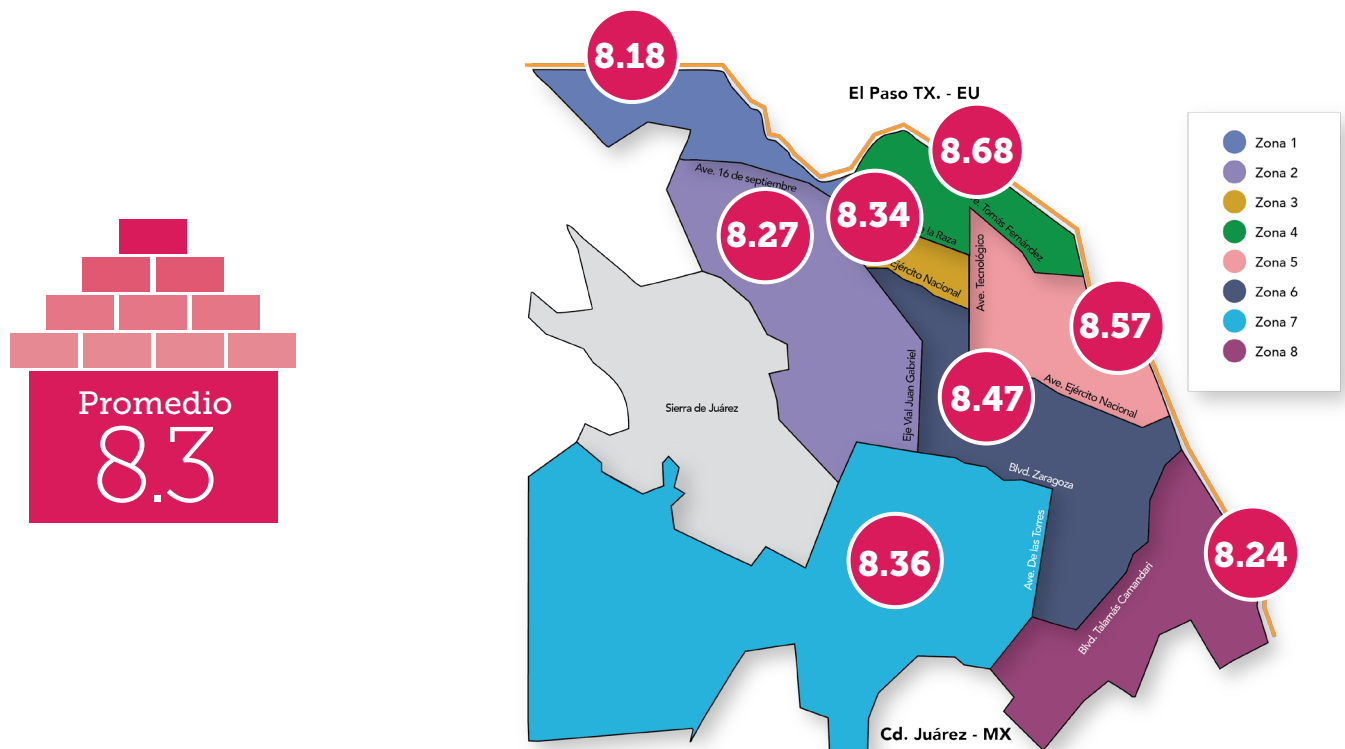 Promedio
8.3
8.18
El Paso TX. - EU
8.68
Ave. 16 de septiembre
8.34
8.27
la Raza
Tomás Fernández
Ejército Nacional
Ave. Tecnológico
8.57
Eje Vial Juan Gabriel
8.47
Ave. Ejército Nacional
Sierra de Juárez
Blvd. Zaragoza
8.36
Ave. De las Torres
8.24
Blvd. Talamás Camandari
Cd. Juárez - MX
Zona 1
Zona 2
Zona 3
Zona 4
Zona 5
Zona 6
Zona 7
Zona 8